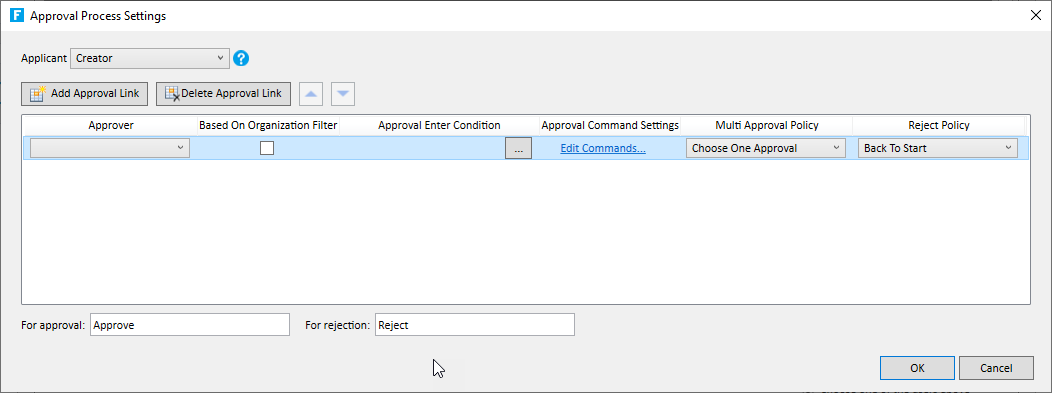 F Approval Process Settings
Applicant Creator ?
Add Approval Link Delete Approval Link
Approver Based On Organization Filter Approval Enter Condition Approval Command Settings Multi Approval Policy Reject Policy
... Edit Commands... Choose One Approval Back To Start
For approval: Approve For rejection: Reject
OK Cancel